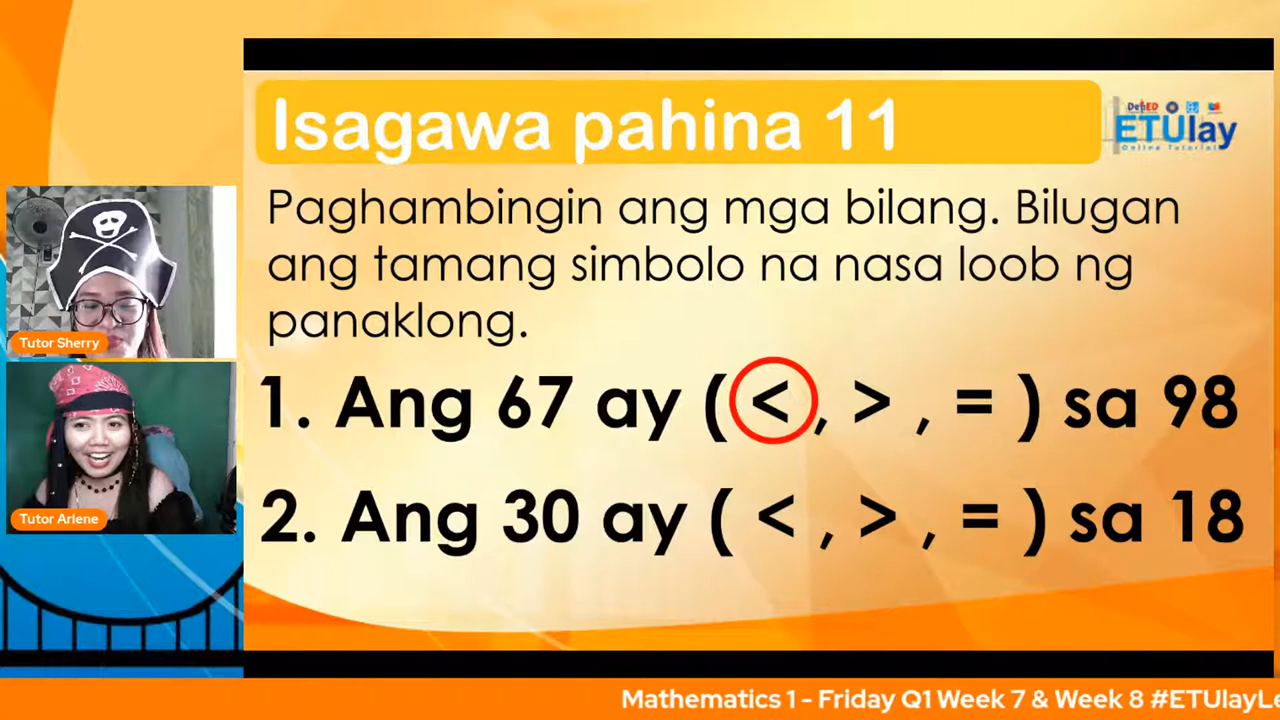 Isagawa pahina 11
DepED
ETUlay
Online Tutorial
Paghambingin ang mga bilang. Bilugan
ang tamang simbolo na nasa loob ng
panaklong.
1. Ang 67 ay ( < , > , = ) sa 98
2. Ang 30 ay ( < , > , = ) sa 18
Tutor Sherry
Tutor Arlene
Mathematics 1 - Friday Q1 Week 7 & Week 8 #ETUlayLe